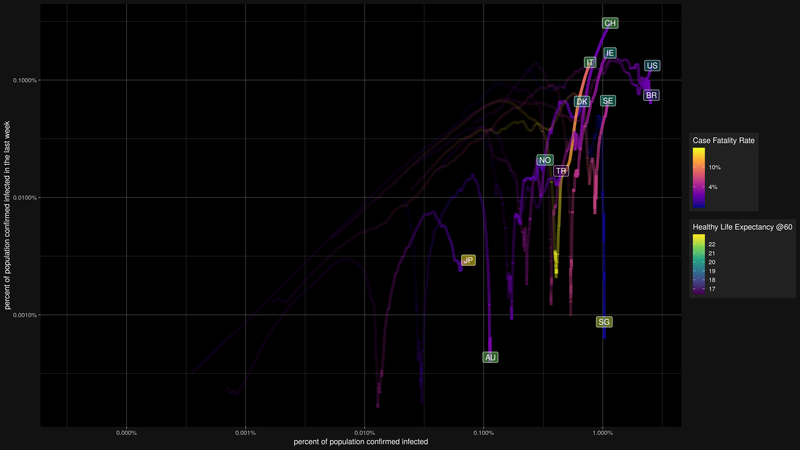 percent of population confirmed infected in the last week
0.1000%
0.0100%
0.0010%
CH
IE
IT
US
DK
SE
BR
NO
TR
JP
SG
AU
0.000%
0.001%
0.010%
0.100%
1.000%
percent of population confirmed infected
Case Fatality Rate
10%
4%
Healthy Life Expectancy @60
22
21
20
19
18
17